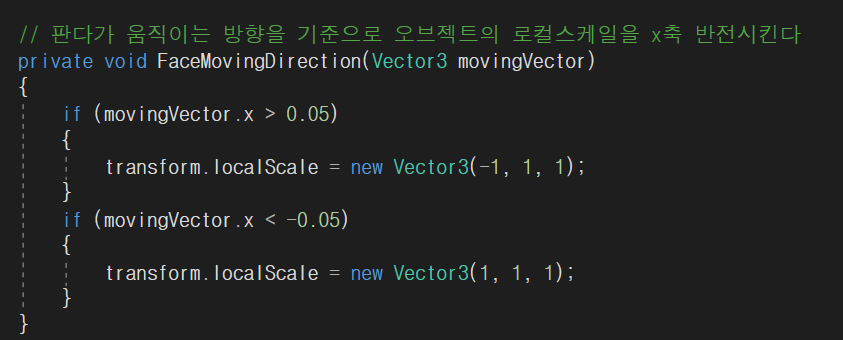 // 판다가 움직이는 방향을 기준으로 오브젝트의 로컬스케일을 x축 반전시킨다
private void FaceMovingDirection(Vector3 movingVector)
{
    if (movingVector.x > 0.05)
    {
        transform.localScale = new Vector3(-1, 1, 1);
    }
    if (movingVector.x < -0.05)
    {
        transform.localScale = new Vector3(1, 1, 1);
    }
}